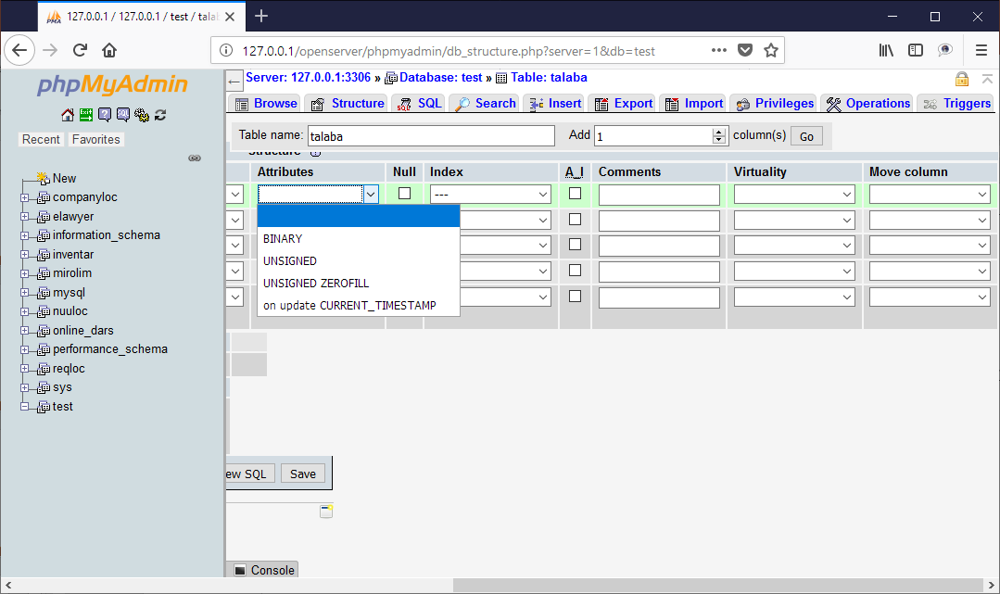 127.0.0.1 / 127.0.0.1 / test / tala
127.0.0.1/openserver/phpmyadmin/db_structure.php?server=1&db=test
phpMyAdmin
Recent Favorites
New
companyloc
elawyer
information_schema
inventar
mirolim
mysql
nuuloc
online_dars
performance_schema
reqloc
sys
test
Server: 127.0.0.1:3306 » Database: test » Table: talaba
Browse Structure SQL Search Insert Export Import Privileges Operations Triggers
Table name: talaba Add 1 column(s) Go
Structure
Attributes Null Index A_I Comments Virtuality Move column
---
BINARY
UNSIGNED
UNSIGNED ZEROFILL
on update CURRENT_TIMESTAMP
ew SQL Save
Console